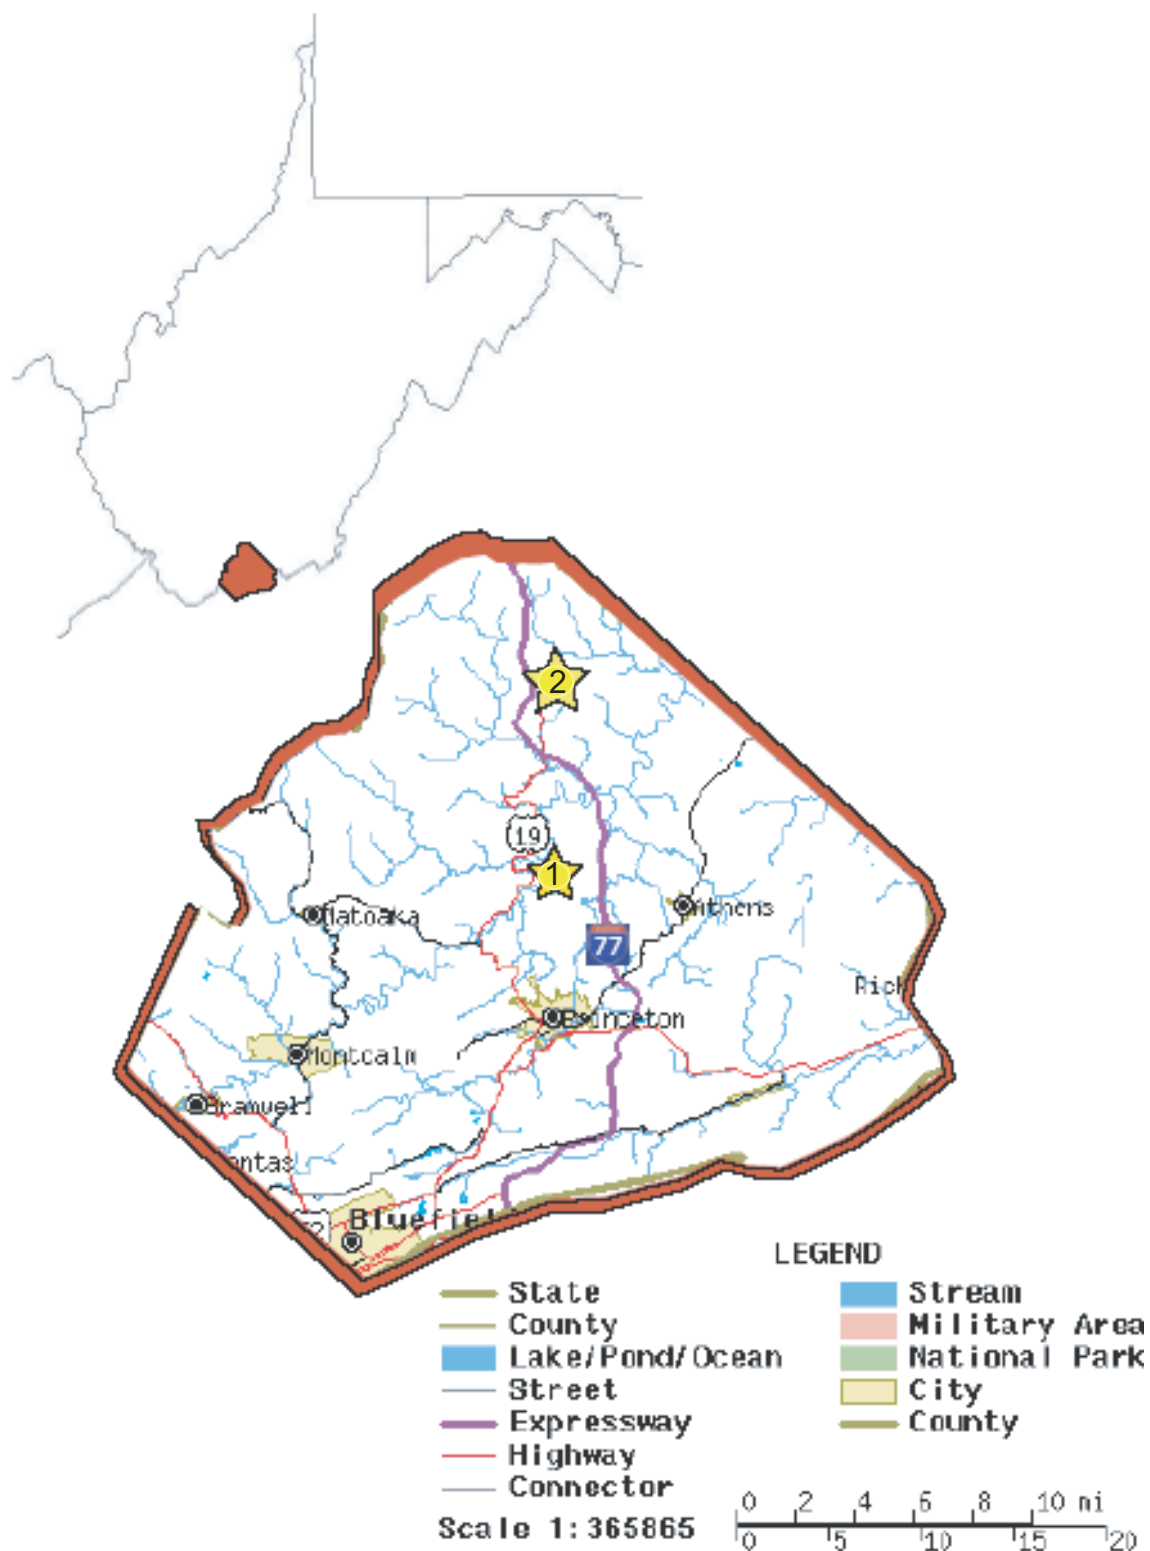 2
19
1
Matoaka
Athens
77
Rich
Princeton
Montcalm
Bramwell
ontas
52
Bluefiel
LEGEND
State
County
Lake/Pond/Ocean
Street
Expressway
Highway
Connector
Stream
Military Area
National Park
City
County
Scale 1:365865
0 2 4 6 8 10 mi
0 5 10 15 20